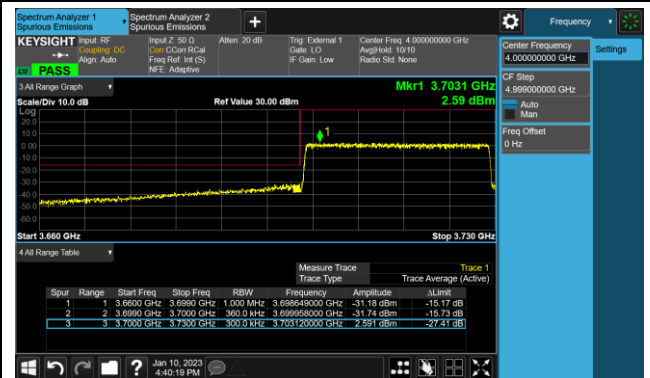 Spectrum Analyzer 1
Spurious Emissions
Spectrum Analyzer 2
Spurious Emissions
+
Frequency
KEYSIGHT Input: RF
Coupling: DC
Align: Auto
Input Z: 50 Ω
Corr CCorr RCal
Freq Ref: Int (S)
NFE: Adaptive
Atten: 20 dB
Trig: External 1
Gate: LO
IF Gain: Low
Center Freq: 4.000000000 GHz
Avg|Hold: 10/10
Radio Std: None
PASS
Center Frequency
4.000000000 GHz
Settings
CF Step
4.999000000 GHz
Auto
Man
Freq Offset
0 Hz
3 All Range Graph
Mkr1 3.7031 GHz
2.59 dBm
Scale/Div 10.0 dB
Ref Value 30.00 dBm
Log
20.0
10.0
0.00
-10.0
-20.0
-30.0
-40.0
-50.0
-60.0
1
Start 3.660 GHz
Stop 3.730 GHz
4 All Range Table
Measure Trace Trace 1
Trace Type Trace Average (Active)
Spur Range Start Freq Stop Freq RBW Frequency Amplitude ΔLimit
1 1 3.6600 GHz 3.6990 GHz 1.000 MHz 3.698649000 GHz -31.18 dBm -15.17 dB
2 2 3.6990 GHz 3.7000 GHz 360.0 kHz 3.699958000 GHz -31.74 dBm -15.73 dB
3 3 3.7000 GHz 3.7300 GHz 300.0 kHz 3.703120000 GHz 2.591 dBm -27.41 dB
?
Jan 10, 2023
4:40:19 PM